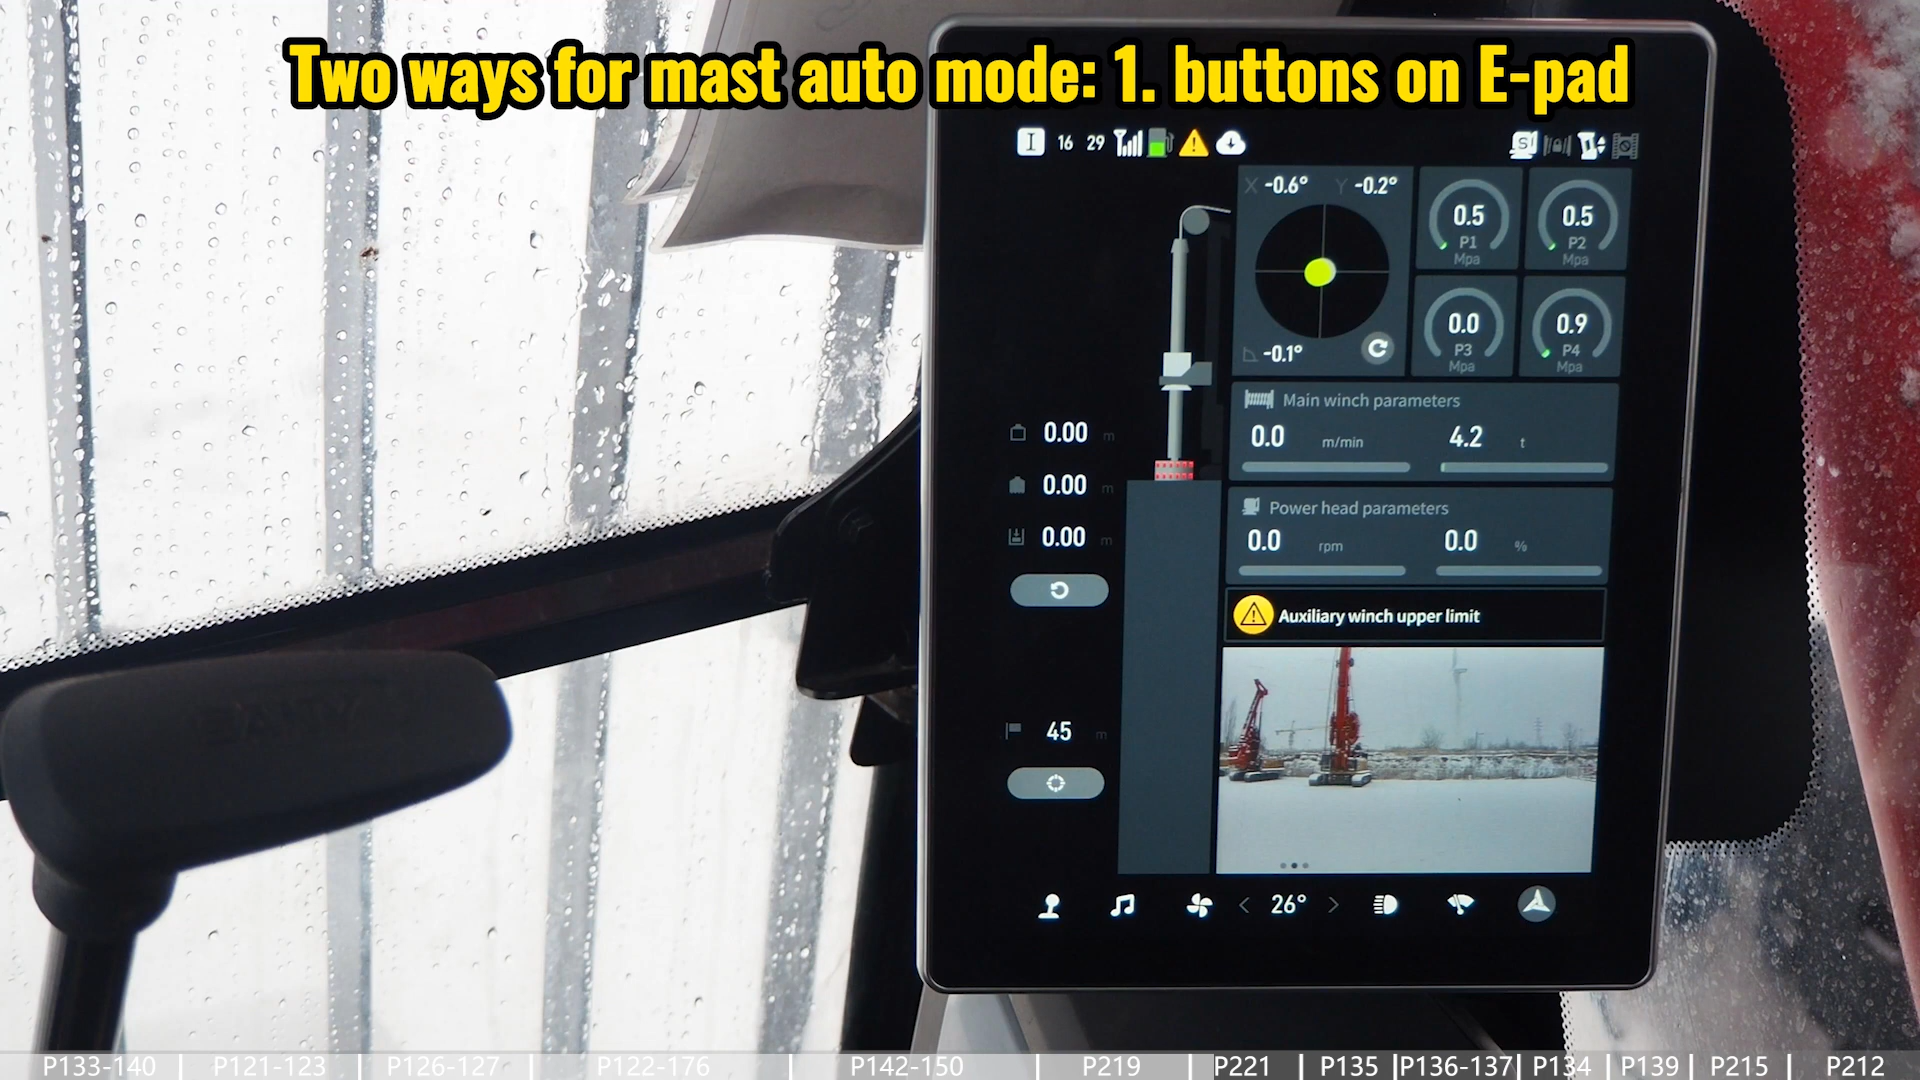 Two ways for mast auto mode: 1. buttons on E-pad
I 16 29
S!
X -0.6° Y -0.2°
-0.1°
0.5
P1
Mpa
0.5
P2
Mpa
0.0
P3
Mpa
0.9
P4
Mpa
Main winch parameters
0.0 m/min 4.2 t
0.00 m
0.00 m
0.00 m
Power head parameters
0.0 rpm 0.0 %
Auxiliary winch upper limit
SANY
45 m
< 26° >
P133-140 P121-123 P126-127 P122-176 P142-150 P219 P221 P135 P136-137 P134 P139 P215 P212